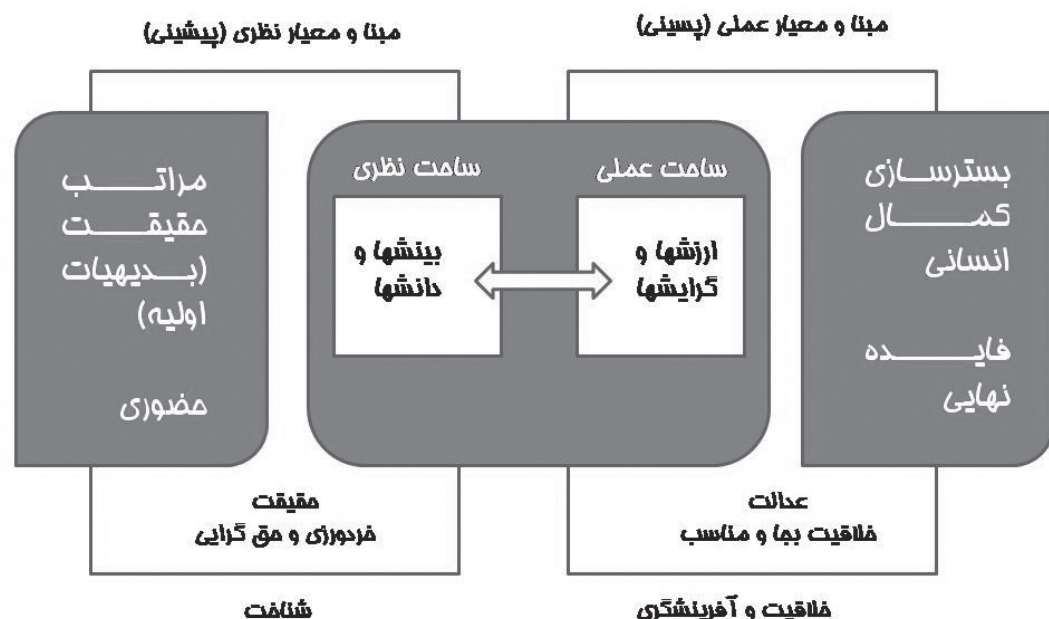 مبنا و معیار عملی (پسینی)
مبنا و معیار نظری (پیشینی)
بسترسازی
کمال
انسانی
فایده
نهایی
ساحت عملی
ارزشها و
گرایشها
ساحت نظری
بینشها و
دانشها
مراتب
حقیقت
(بدیهیات
اولیه)
حضوری
عدالت
خلاقیت بجا و مناسب
حقیقت
خردورزی و حق گرایی
خلاقیت و آفرینشگری
شناخت